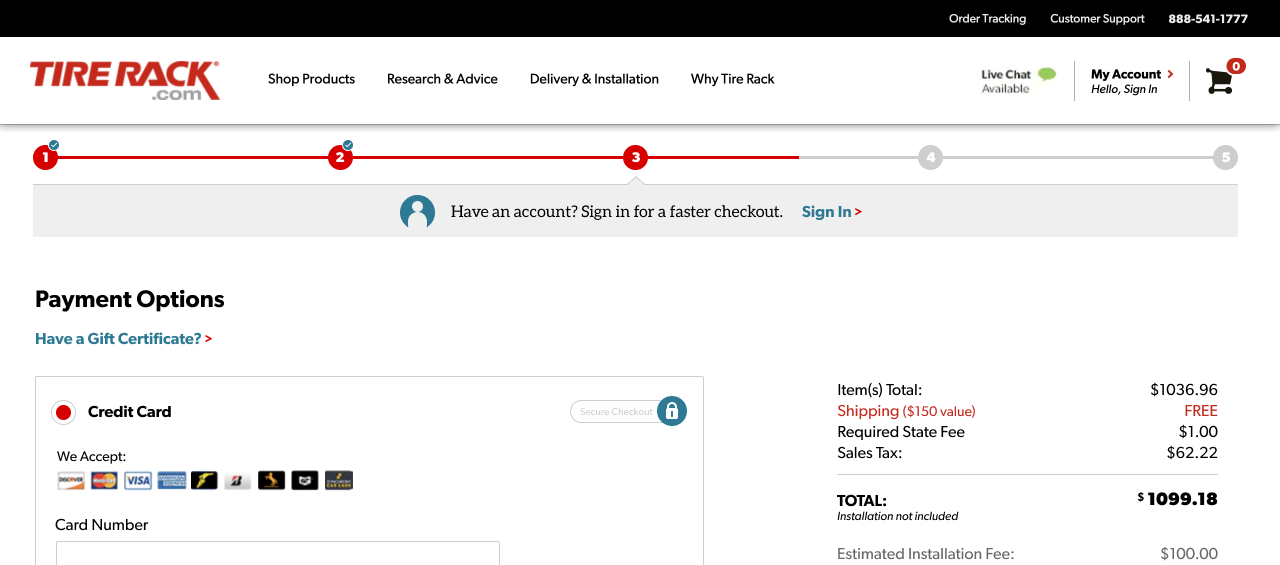 Order Tracking Customer Support 888-541-1777
TIRE RACK
.com
Shop Products Research & Advice Delivery & Installation Why Tire Rack
Live Chat
Available
My Account >
Hello, Sign In
0
1 2 3 4 5
Have an account? Sign in for a faster checkout. Sign In >
Payment Options
Have a Gift Certificate? >
Credit Card
Secure Checkout
We Accept:
DISCOVER MasterCard VISA
Card Number
Item(s) Total: $1036.96
Shipping ($150 value) FREE
Required State Fee $1.00
Sales Tax: $62.22
TOTAL: $1099.18
Installation not included
Estimated Installation Fee: $100.00